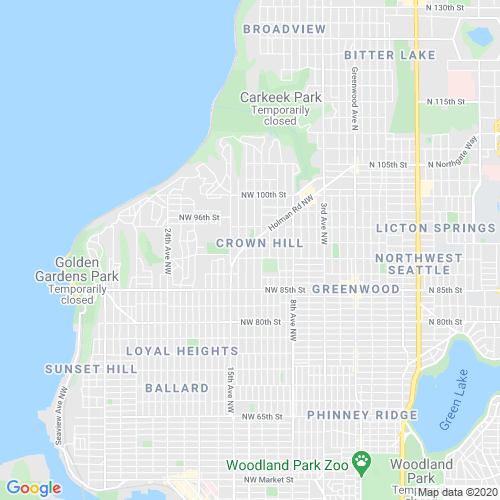 N 130th St
BROADVIEW
BITTER LAKE
Greenwood Ave N
Carkeek Park
Temporarily
closed
N 115th St
N Northgate Way
N 105th St
NW 100th St
Holman Rd NW
3rd Ave NW
NW 96th St
24th Ave NW
LICTON SPRINGS
CROWN HILL
NORTHWEST
SEATTLE
Golden
Gardens Park
Temporarily
closed
NW 85th St
GREENWOOD
N 85th St
8th Ave NW
NW 80th St
N 80th St
LOYAL HEIGHTS
SUNSET HILL
BALLARD
15th Ave NW
Seaview Ave NW
Green Lake
NW 65th St
PHINNEY RIDGE
Woodland Park Zoo
Woodland
Park
Temporarily
closed
NW Market St
Google
Map data ©2020